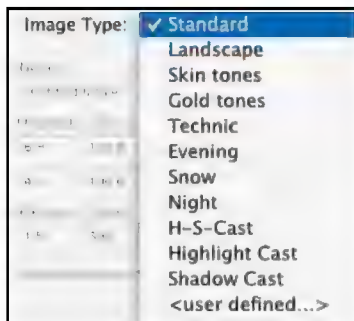 Image Type: ✓ Standard
Landscape
Skin tones
Gold tones
Technic
Evening
Snow
Night
H-S-Cast
Highlight Cast
Shadow Cast
<user defined...>